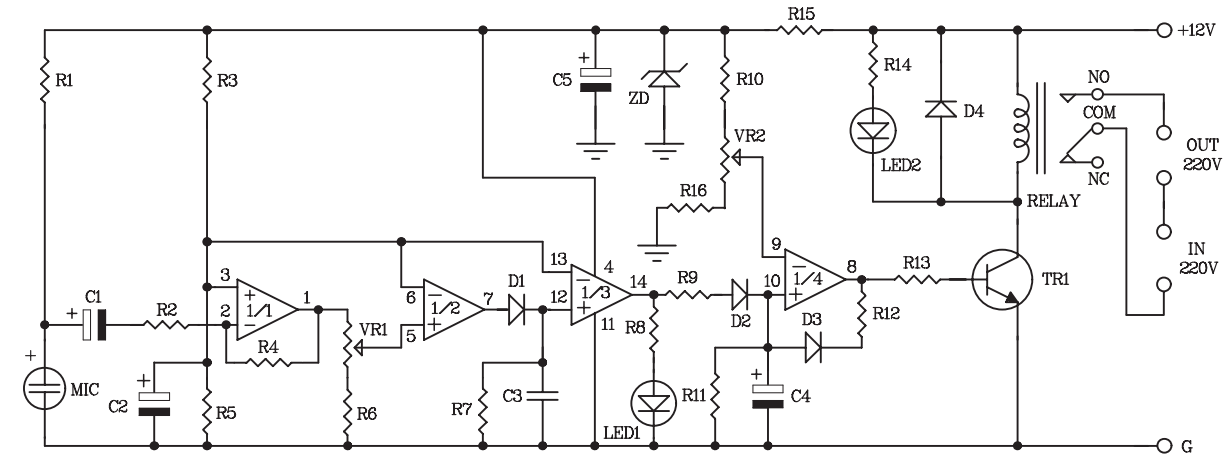 R15
+12V
R1
R3
C5
+
ZD
R10
R14
NO
COM
OUT
220V
VR2
D4
LED2
NC
R16
RELAY
IN
220V
13
4
9
8
3
+
1
2
1/1
−
6
−
1/2
7
5
+
D1
12
−
1/3
+
14
11
R9
10
−
1/4
+
R13
TR1
C1
+
R2
VR1
R8
D2
D3
R12
R4
+
MIC
+
C2
R5
R6
R7
C3
LED1
R11
+
C4
G